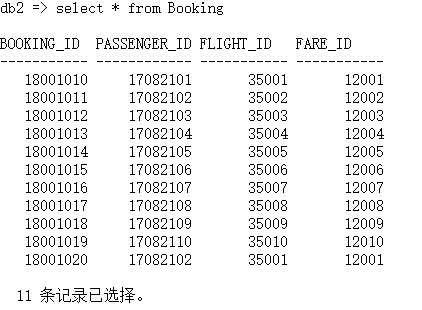 db2 => select * from Booking
BOOKING_ID PASSENGER_ID FLIGHT_ID FARE_ID
----------- ------------ ----------- -----------
18001010 17082101 35001 12001
18001011 17082102 35002 12002
18001012 17082103 35003 12003
18001013 17082104 35004 12004
18001014 17082105 35005 12005
18001015 17082106 35006 12006
18001016 17082107 35007 12007
18001017 17082108 35008 12008
18001018 17082109 35009 12009
18001019 17082110 35010 12010
18001020 17082102 35001 12001
11 条记录已选择。